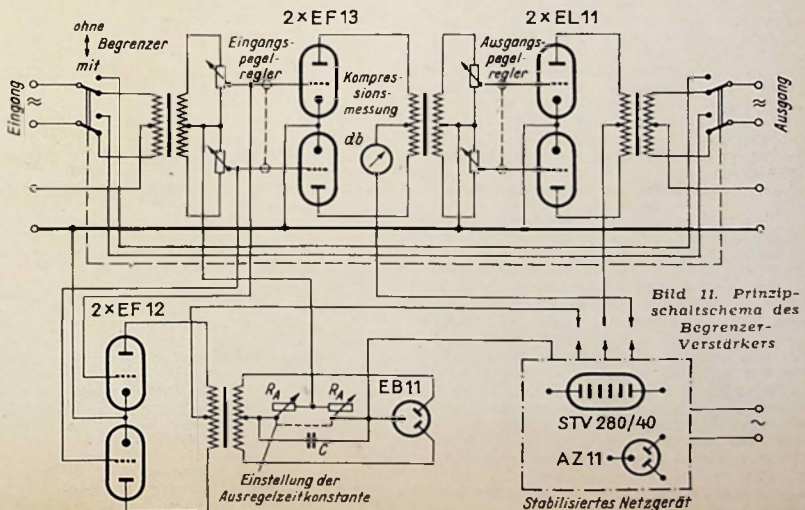 ohne
Begrenzer
mit
Eingang
≈
2×EF13
Eingangs-
pegel-
regler
Kompres-
sions-
messung
db
2×EL11
Ausgangs-
pegel-
regler
Ausgang
≈
2×EF12
R_A
R_A
C
EB11
Einstellung der
Ausregelzeitkonstante
Bild 11. Prinzip-
schaltschema des
Begrenzer-
Verstärkers
STV 280/40
AZ11
~
Stabilisiertes Netzgerät